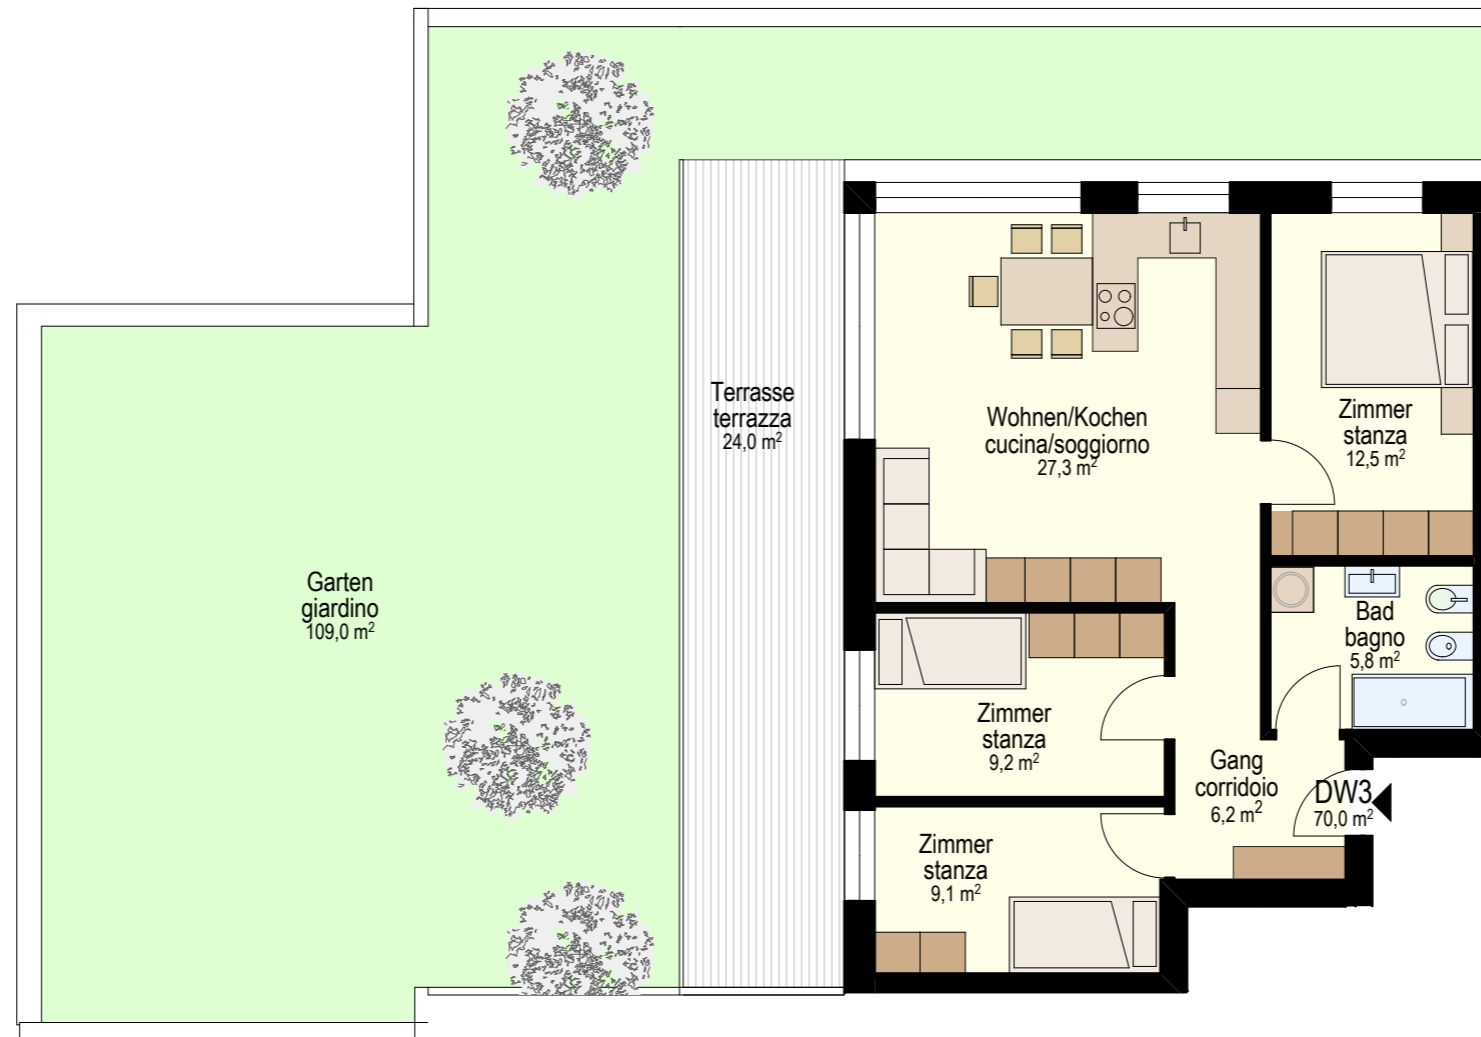 Terrasse
terrazza
24,0 m²
Wohnen/Kochen
cucina/soggiorno
27,3 m²
Zimmer
stanza
12,5 m²
Garten
giardino
109,0 m²
Bad
bagno
5,8 m²
Zimmer
stanza
9,2 m²
Gang
corridoio
6,2 m²
DW3
70,0 m²
Zimmer
stanza
9,1 m²